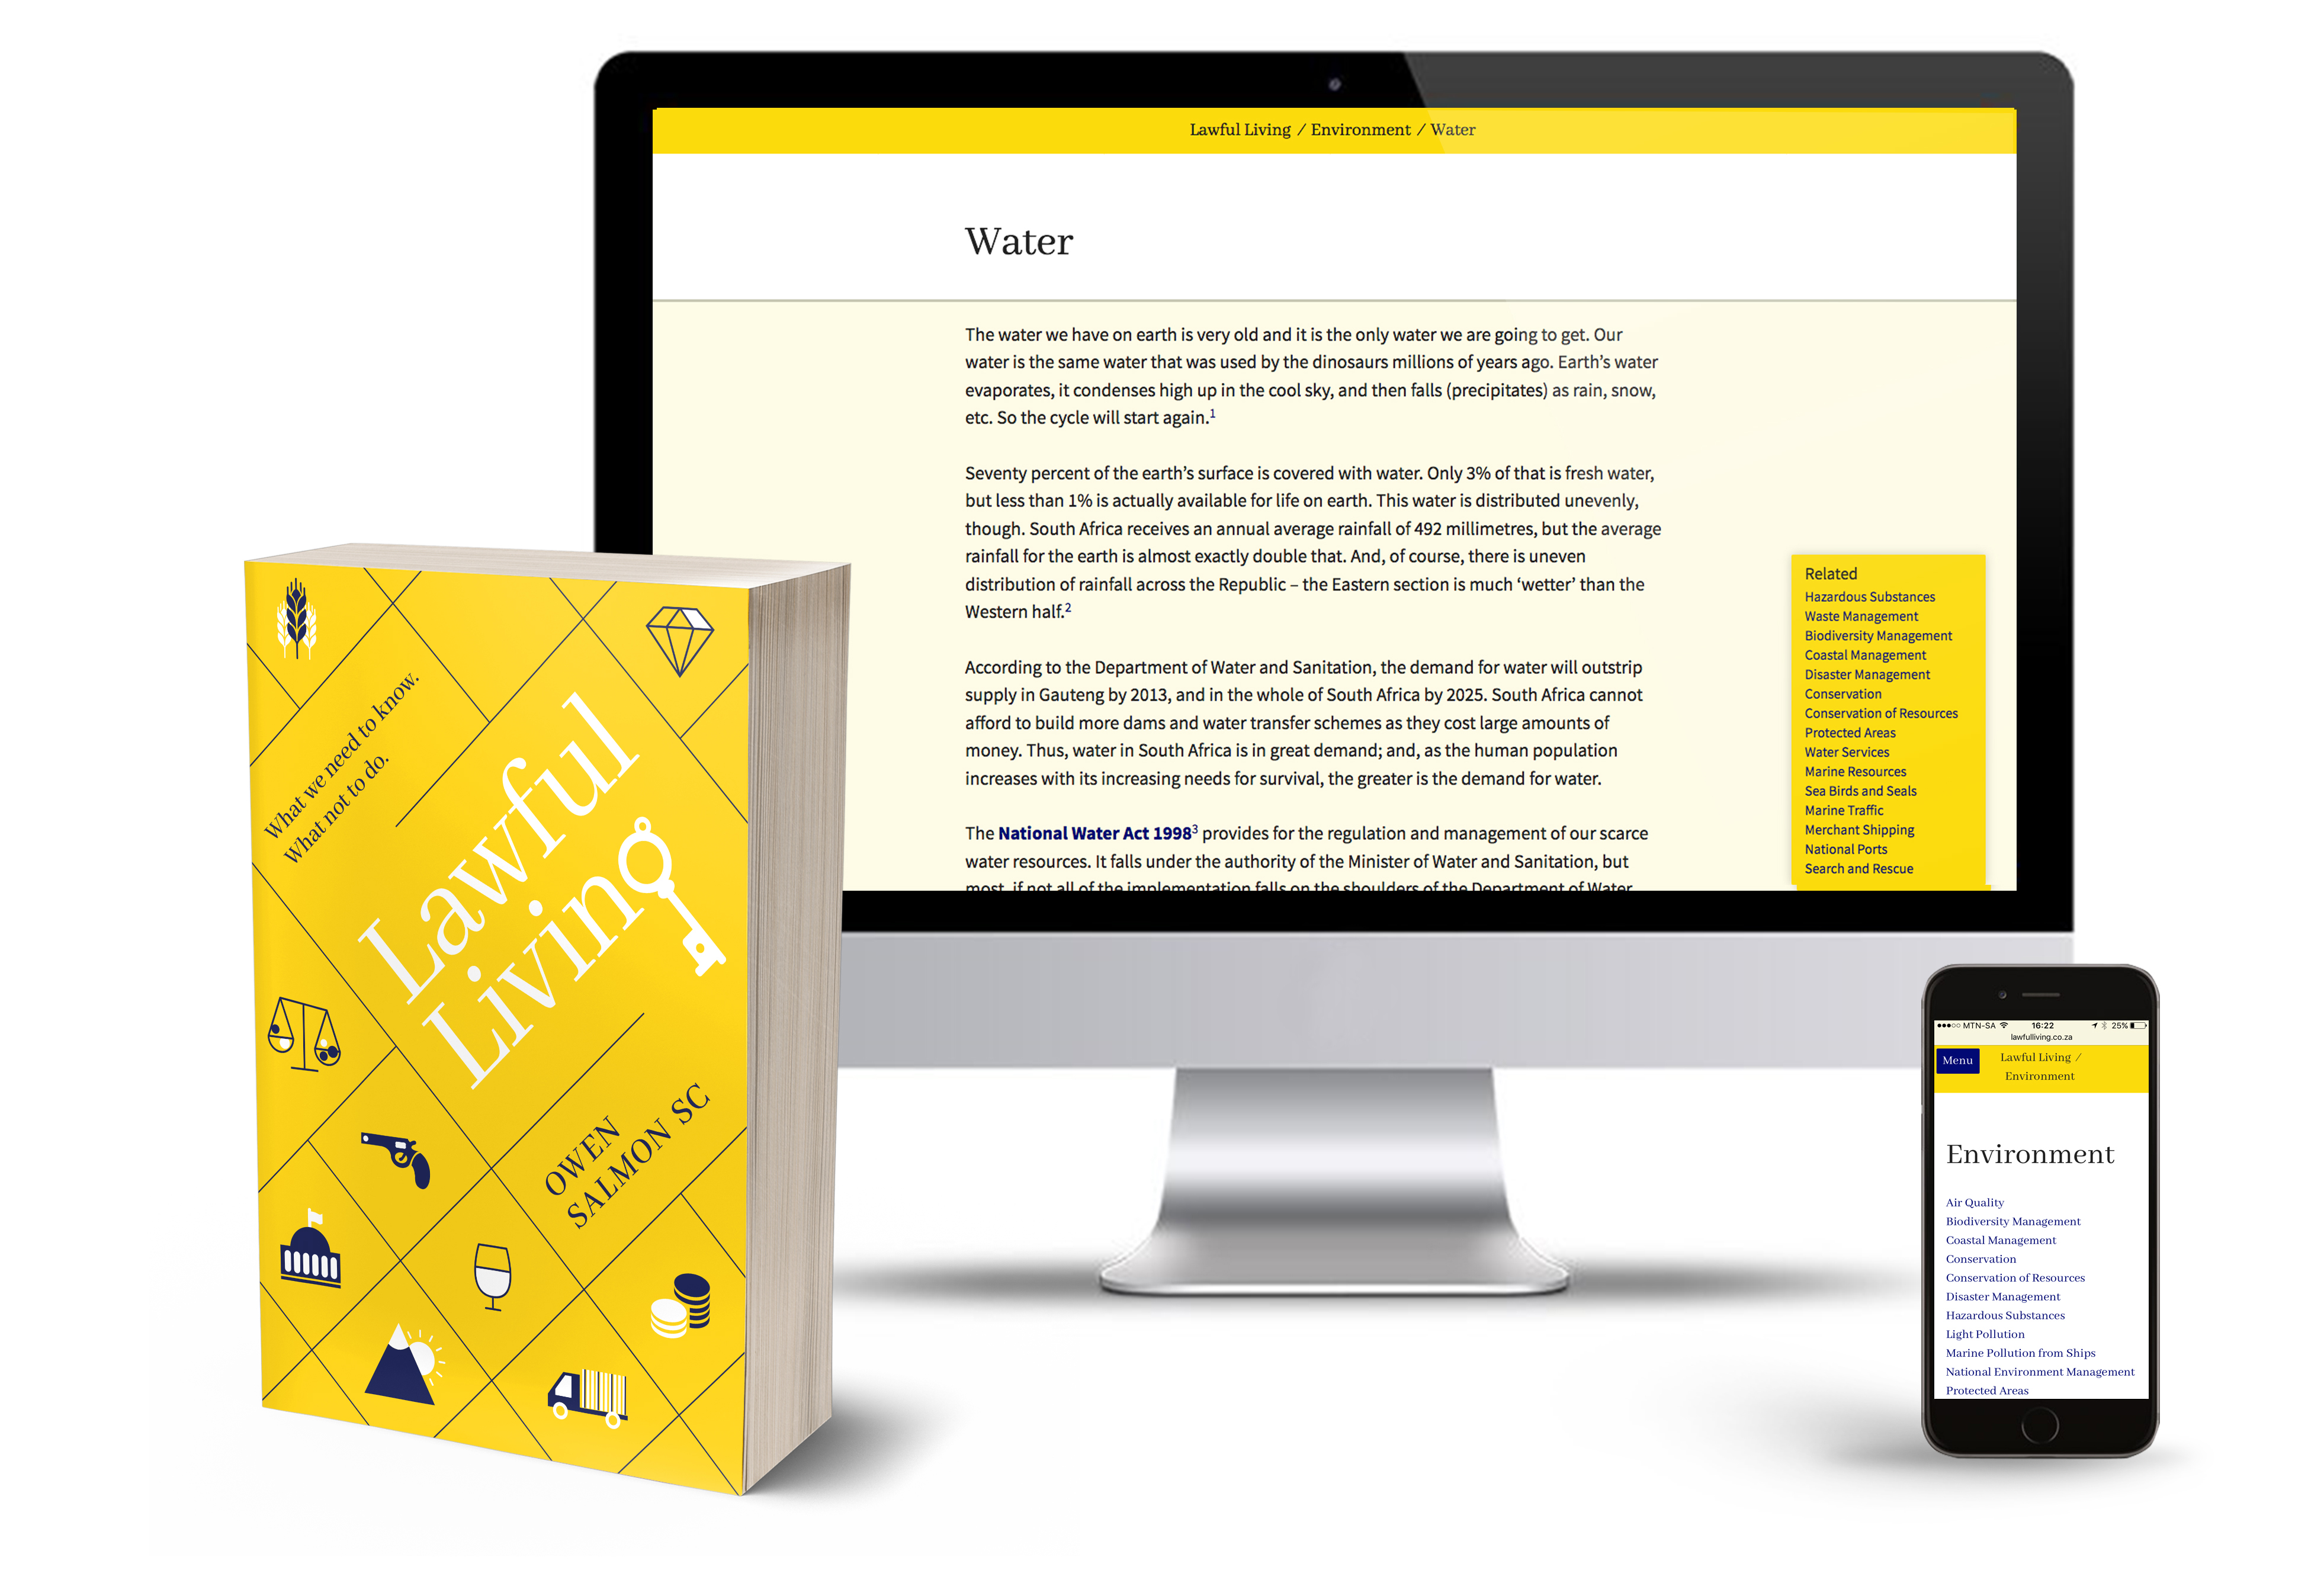 Lawful Living / Environment / Water
Water
The water we have on earth is very old and it is the only water we are going to get. Our
water is the same water that was used by the dinosaurs millions of years ago. Earth's water
evaporates, it condenses high up in the cool sky, and then falls (precipitates) as rain, snow,
etc. So the cycle will start again.1
Seventy percent of the earth's surface is covered with water. Only 3% of that is fresh water,
but less than 1% is actually available for life on earth. This water is distributed unevenly,
though. South Africa receives an annual average rainfall of 492 millimetres, but the average
rainfall for the earth is almost exactly double that. And, of course, there is uneven
distribution of rainfall across the Republic – the Eastern section is much ‘wetter’ than the
Western half.2
According to the Department of Water and Sanitation, the demand for water will outstrip
supply in Gauteng by 2013, and in the whole of South Africa by 2025. South Africa cannot
afford to build more dams and water transfer schemes as they cost large amounts of
money. Thus, water in South Africa is in great demand; and, as the human population
increases with its increasing needs for survival, the greater is the demand for water.
The National Water Act 19983 provides for the regulation and management of our scarce
water resources. It falls under the authority of the Minister of Water and Sanitation, but
most, if not all of the implementation falls on the shoulders of the Department of Water
Related
Hazardous Substances
Waste Management
Biodiversity Management
Coastal Management
Disaster Management
Conservation
Conservation of Resources
Protected Areas
Water Services
Marine Resources
Sea Birds and Seals
Marine Traffic
Merchant Shipping
National Ports
Search and Rescue
What we need to know.
What not to do.
Lawful
Living
OWEN
SALMON SC
MTN-SA 16:22 25%
lawfulliving.co.za
Menu
Lawful Living /
Environment
Environment
Air Quality
Biodiversity Management
Coastal Management
Conservation
Conservation of Resources
Disaster Management
Hazardous Substances
Light Pollution
Marine Pollution from Ships
National Environment Management
Protected Areas